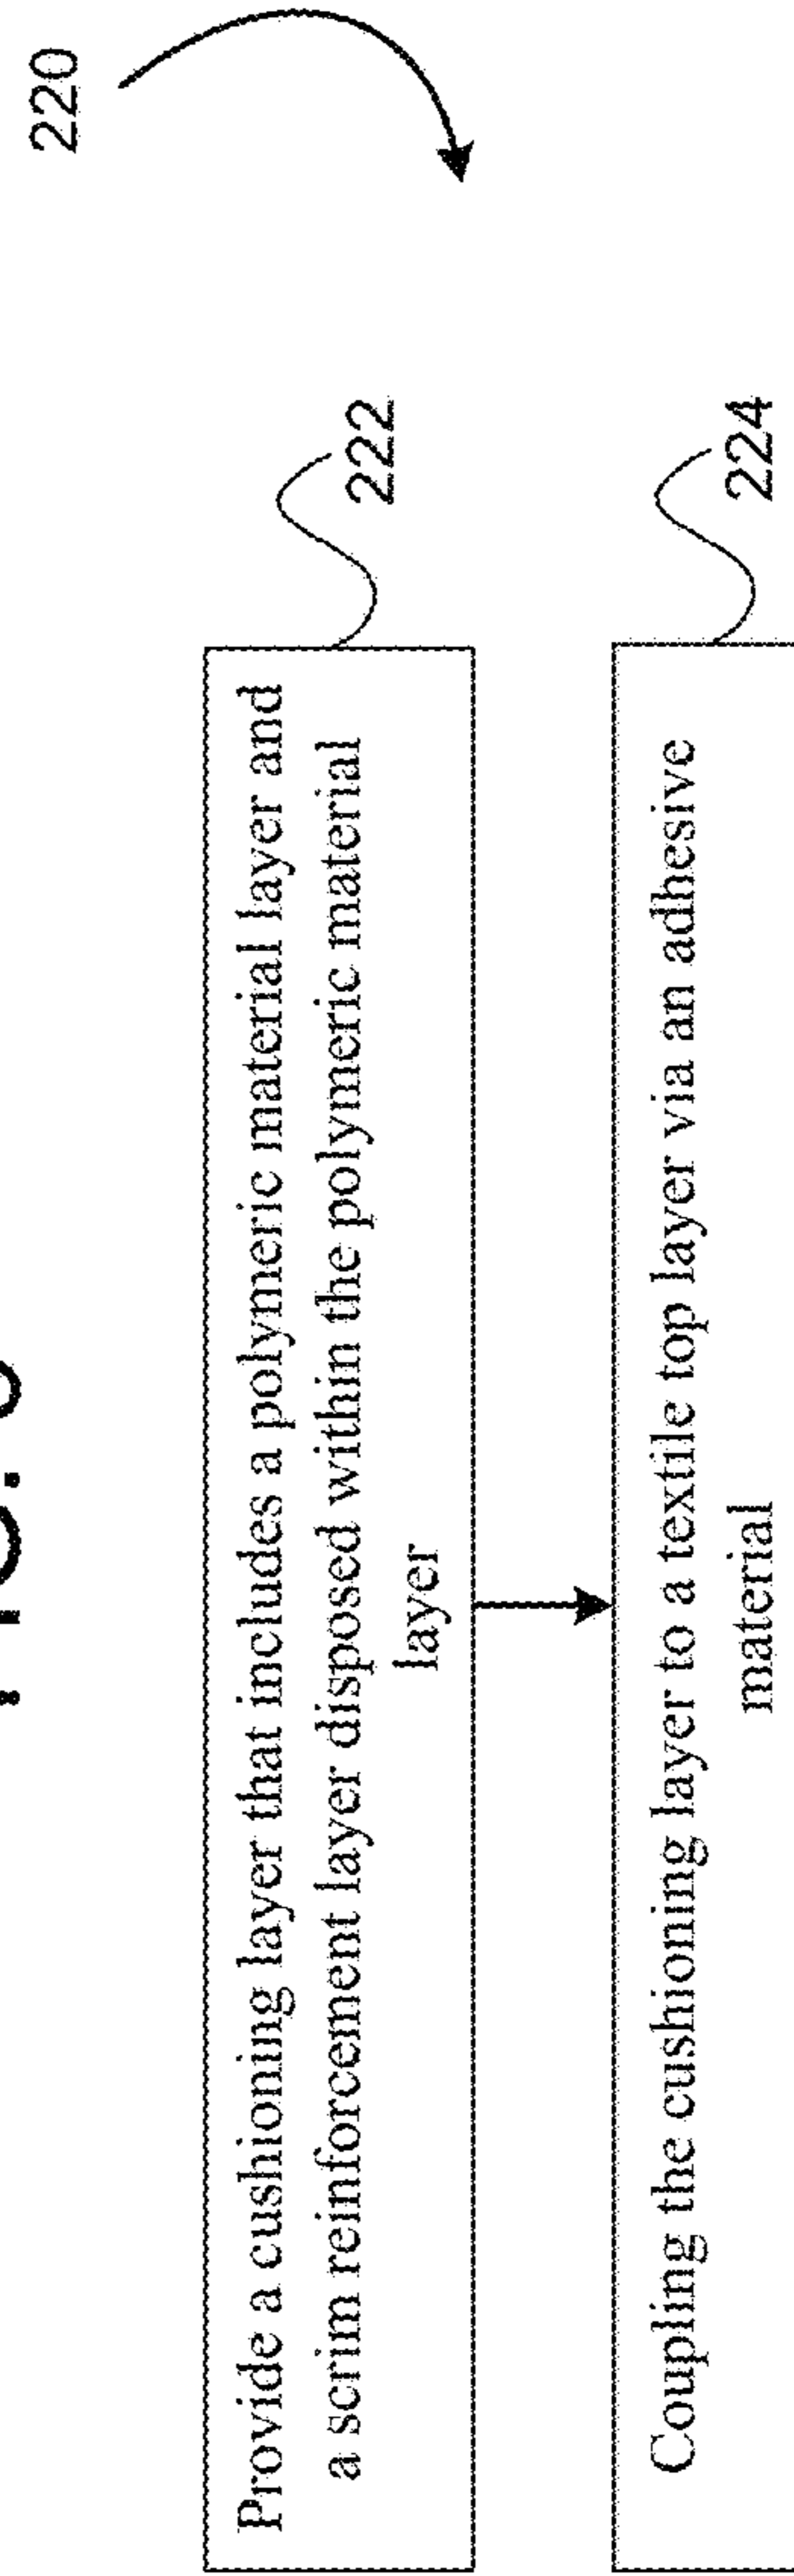 FIG.
220
Provide a cushioning layer that includes a polymeric material layer and
a scrim reinforcement layer disposed within the polymeric material
layer
222
Coupling the cushioning layer to a textile top layer via an adhesive
material
224